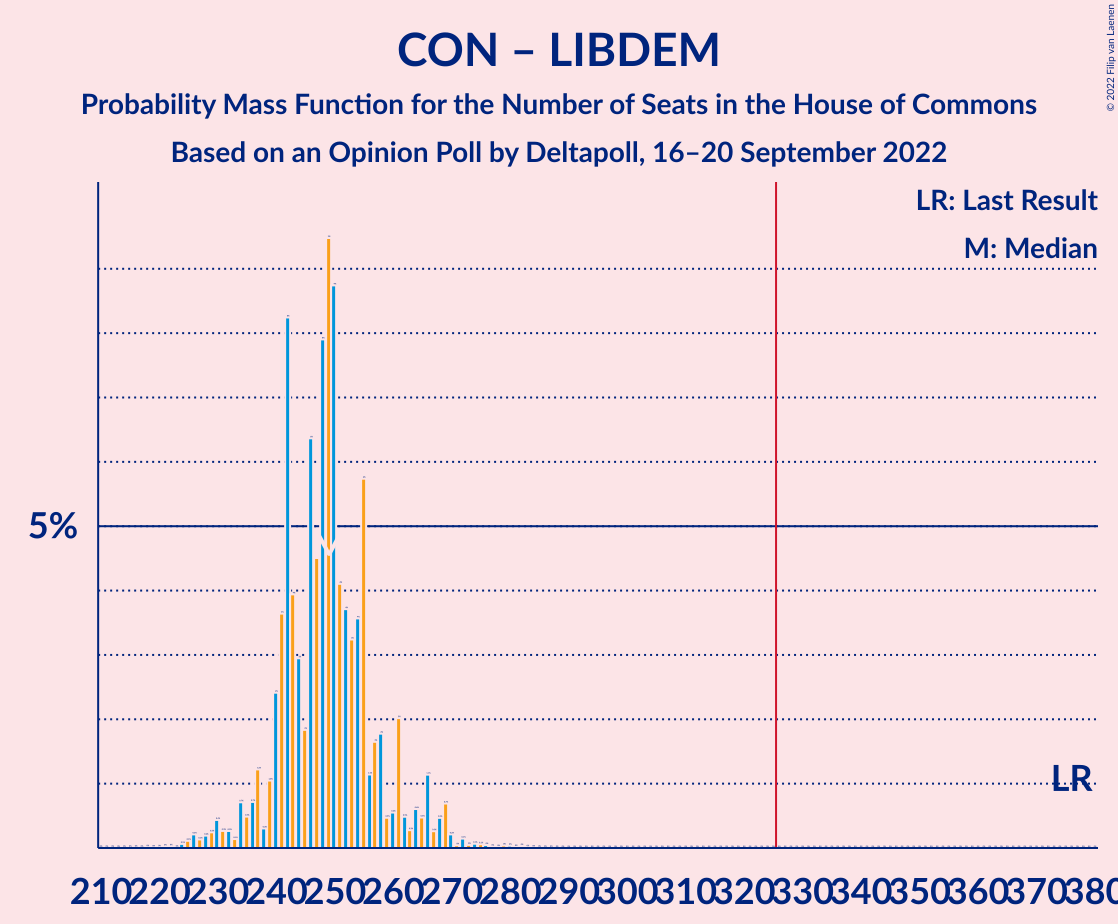 CON – LIBDEM
Probability Mass Function for the Number of Seats in the House of Commons
Based on an Opinion Poll by Deltapoll, 16–20 September 2022
© 2022 Filip van Laenen
LR: Last Result
M: Median
5%
LR
210 220 230 240 250 260 270 280 290 300 310 320 330 340 350 360 370 380